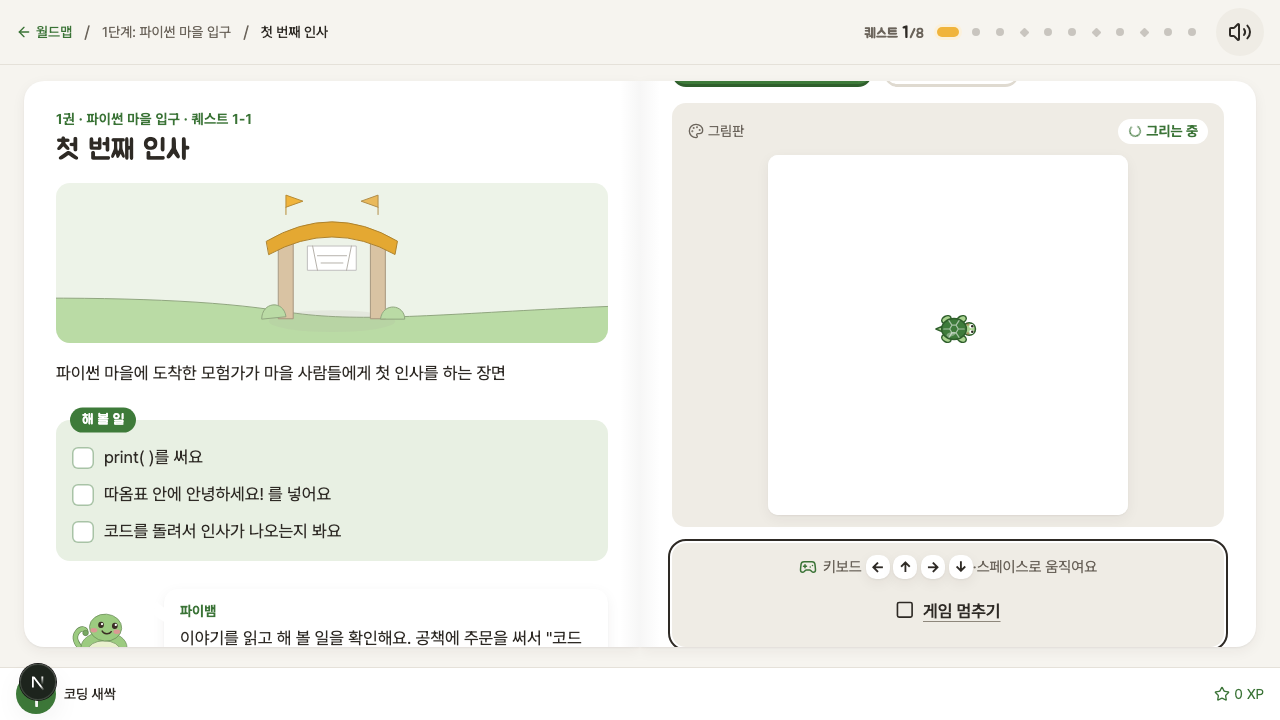 월드맵 / 1단계: 파이썬 마을 입구 / 첫 번째 인사
퀘스트 1/8
1권 · 파이썬 마을 입구 · 퀘스트 1-1
첫 번째 인사
파이썬 마을에 도착한 모험가가 마을 사람들에게 첫 인사를 하는 장면
해 볼 일
print( )를 써요
따옴표 안에 안녕하세요! 를 넣어요
코드를 돌려서 인사가 나오는지 봐요
파이뱀
이야기를 읽고 해 볼 일을 확인해요. 공책에 주문을 써서 "코드
그림판
그리는 중
키보드 ← ↑ → ↓ ·스페이스로 움직여요
게임 멈추기
N
코딩 새싹
0 XP